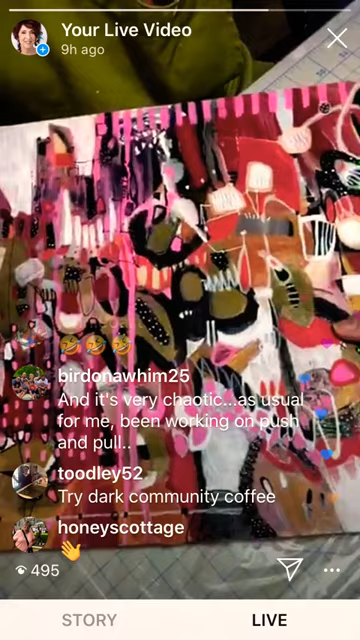 Your Live Video
9h ago
birdonawhim25
And it's very chaotic...as usual
for me, been working on push
and pull..
toodley52
Try dark community coffee
honeyscottage
495
STORY
LIVE